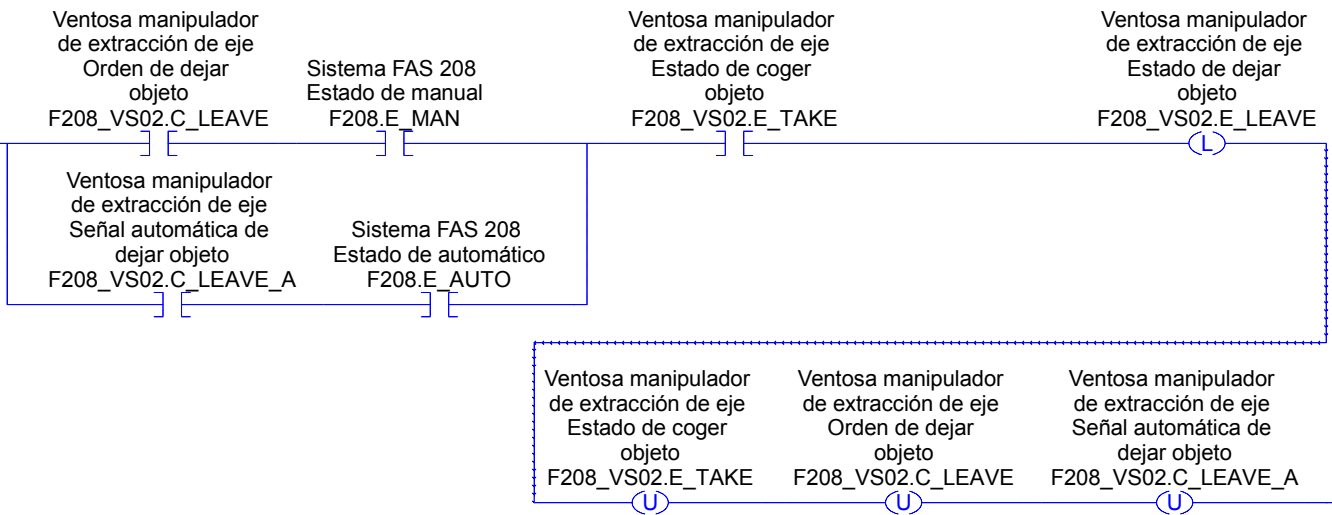 Ventosa manipulador
de extracción de eje
Orden de dejar
objeto
F208_VS02.C_LEAVE
Sistema FAS 208
Estado de manual
F208.E_MAN
Ventosa manipulador
de extracción de eje
Estado de coger
objeto
F208_VS02.E_TAKE
Ventosa manipulador
de extracción de eje
Estado de dejar
objeto
F208_VS02.E_LEAVE
L
Ventosa manipulador
de extracción de eje
Señal automática de
dejar objeto
F208_VS02.C_LEAVE_A
Sistema FAS 208
Estado de automático
F208.E_AUTO
Ventosa manipulador
de extracción de eje
Estado de coger
objeto
F208_VS02.E_TAKE
U
Ventosa manipulador
de extracción de eje
Orden de dejar
objeto
F208_VS02.C_LEAVE
U
Ventosa manipulador
de extracción de eje
Señal automática de
dejar objeto
F208_VS02.C_LEAVE_A
U